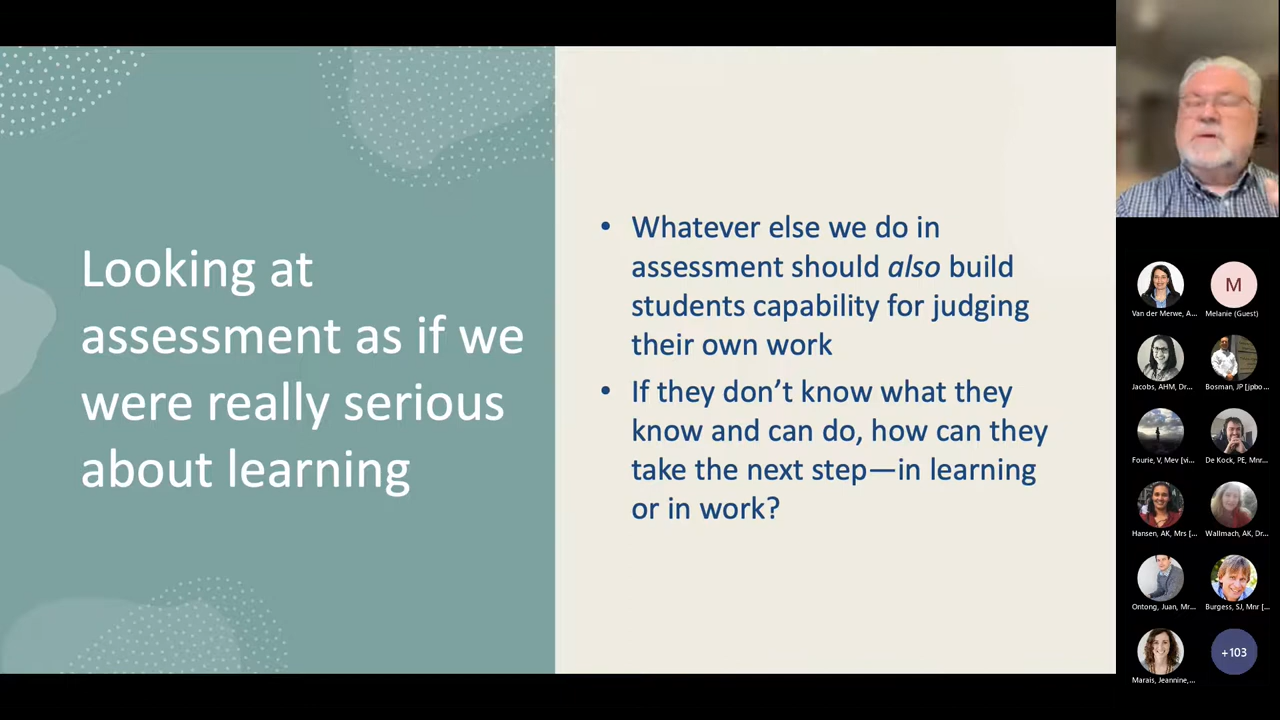 Looking at
assessment as if we
were really serious
about learning
• Whatever else we do in
assessment should also build
students capability for judging
their own work
• If they don’t know what they
know and can do, how can they
take the next step—in learning
or in work?
Van der Merwe, A...
M
Melanie (Guest)
Jacobs, AHM, Dr...
Bosman, JP [jpbo...
Fourie, V, Mev [vi...
De Kock, PE, Mnr...
Hansen, AK, Mrs [...
Wallmach, AK, Dr...
Ontong, Juan, Mr...
Burgess, SJ, Mnr [...
Marais, Jeannine,...
+103